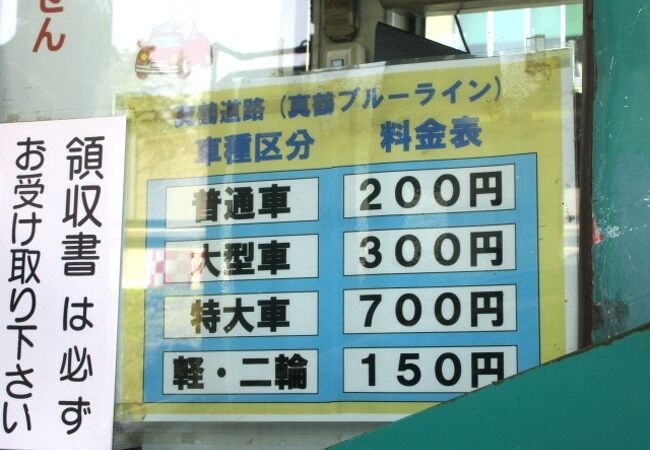 せん
真鶴道路（真鶴ブルーライン）
車種区分 料金表
普通車 200円
大型車 300円
特大車 700円
軽・二輪 150円
領収書は必ず
お受け取り下さい